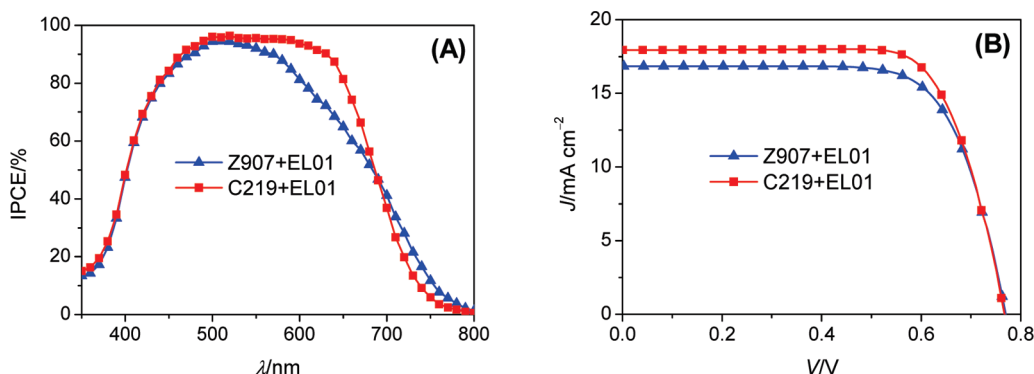 (A)
IPCE/%
100
80
60
40
20
0
Z907+EL01
C219+EL01
400 500 600 700 800
λ/nm
(B)
J/mA cm⁻²
20
15
10
5
0
Z907+EL01
C219+EL01
0.0 0.2 0.4 0.6 0.8
V/V